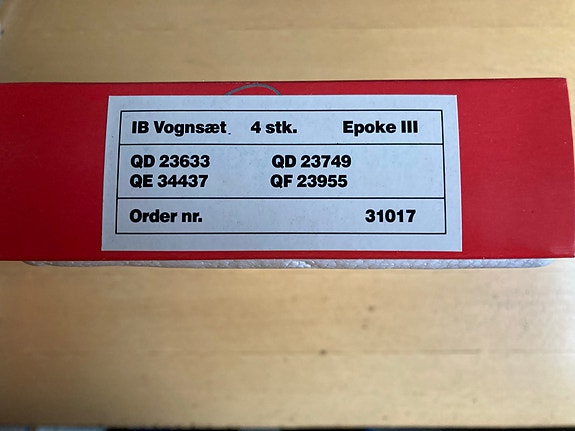 IB Vognsæt. 4 stk. Epoke III
QD 23633 QD 23749
QE 34437 QF 23955
Order nr. 31017